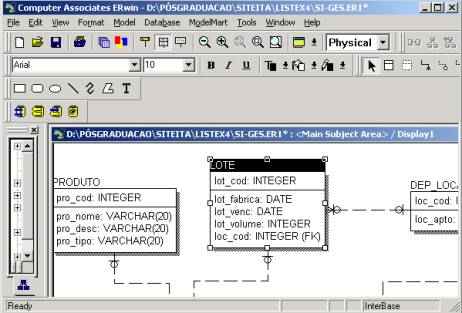 Computer Associates ERwin - D:\PÓSGRADUACAO\SITEITA\LISTEX4\SI-GES.ER1*
File Edit View Format Model Database ModelMart Tools Window Help
Physical
Arial 10 B I U
T
D:\PÓSGRADUACAO\SITEITA\LISTEX4\SI-GES.ER1* : <Main Subject Area> / Display1
LOTE
lot_cod: INTEGER
lot_fabrica: DATE
lot_venc: DATE
lot_volume: INTEGER
loc_cod: INTEGER (FK)
PRODUTO
pro_cod: INTEGER
pro_nome: VARCHAR(20)
pro_desc: VARCHAR(20)
pro_tipo: VARCHAR(20)
DEP_LOC
loc_cod:
loc_apto:
Ready
InterBase